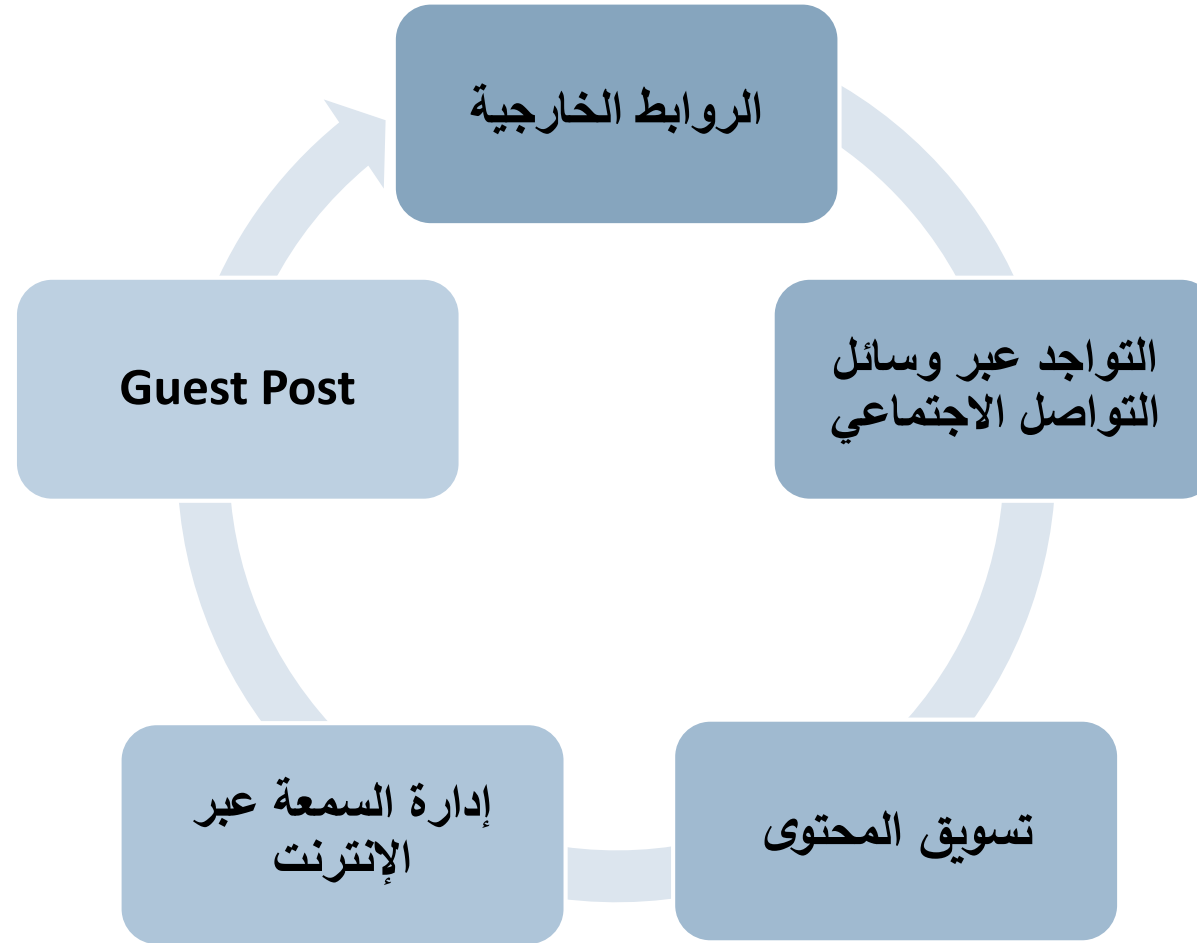 الروابط الخارجية
التواجد عبر وسائل
التواصل الاجتماعي
تسويق المحتوى
إدارة السمعة عبر
الإنترنت
Guest Post